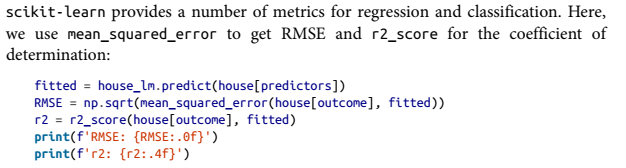 scikit-learn provides a number of metrics for regression and classification. Here,
we use mean_squared_error to get RMSE and r2_score for the coefficient of
determination:
fitted = house_lm.predict(house[predictors])
RMSE = np.sqrt(mean_squared_error(house[outcome], fitted))
r2 = r2_score(house[outcome], fitted)
print(f'RMSE: {RMSE:.0f}')
print(f'r2: {r2:.4f}')